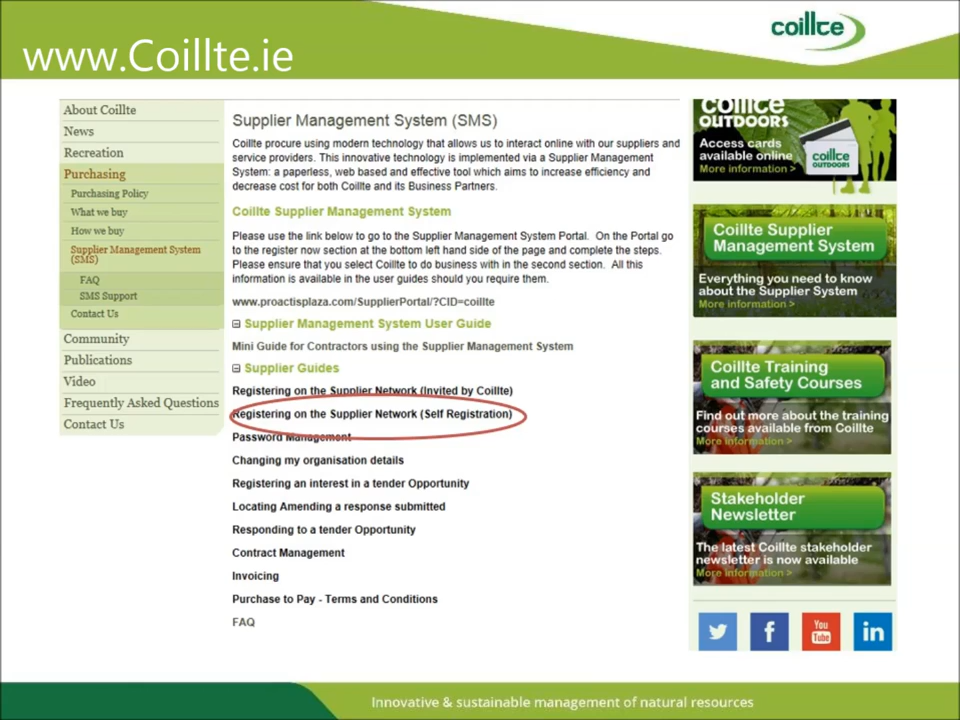 www.Coillte.ie
coillte
About Coillte
News
Recreation
Purchasing
Purchasing Policy
What we buy
How we buy
Supplier Management System
(SMS)
FAQ
SMS Support
Contact Us
Community
Publications
Video
Frequently Asked Questions
Contact Us
Supplier Management System (SMS)
Coillte procure using modern technology that allows us to interact online with our suppliers and
service providers. This innovative technology is implemented via a Supplier Management
System: a paperless, web based and effective tool which aims to increase efficiency and
decrease cost for both Coillte and its Business Partners.
Coillte Supplier Management System
Please use the link below to go to the Supplier Management System Portal. On the Portal go
to the register now section at the bottom left hand side of the page and complete the steps.
Please ensure that you select Coillte to do business with in the second section. All this
information is available in the user guides should you require them.
www.proactisplaza.com/SupplierPortal/?CID=coillte
Supplier Management System User Guide
Mini Guide for Contractors using the Supplier Management System
Supplier Guides
Registering on the Supplier Network (Invited by Coillte)
Registering on the Supplier Network (Self Registration)
Password Management
Changing my organisation details
Registering an interest in a tender Opportunity
Locating Amending a response submitted
Responding to a tender Opportunity
Contract Management
Invoicing
Purchase to Pay - Terms and Conditions
FAQ
coillte
OUTDOORS
Access cards
available online
More information >
coillte
OUTDOORS
Coillte Supplier
Management System
Everything you need to know
about the Supplier System
More information >
Coillte Training
and Safety Courses
Find out more about the training
courses available from Coillte
More information >
Stakeholder
Newsletter
The latest Coillte stakeholder
newsletter is now available
More information >
f
You
Tube
in
Innovative & sustainable management of natural resources